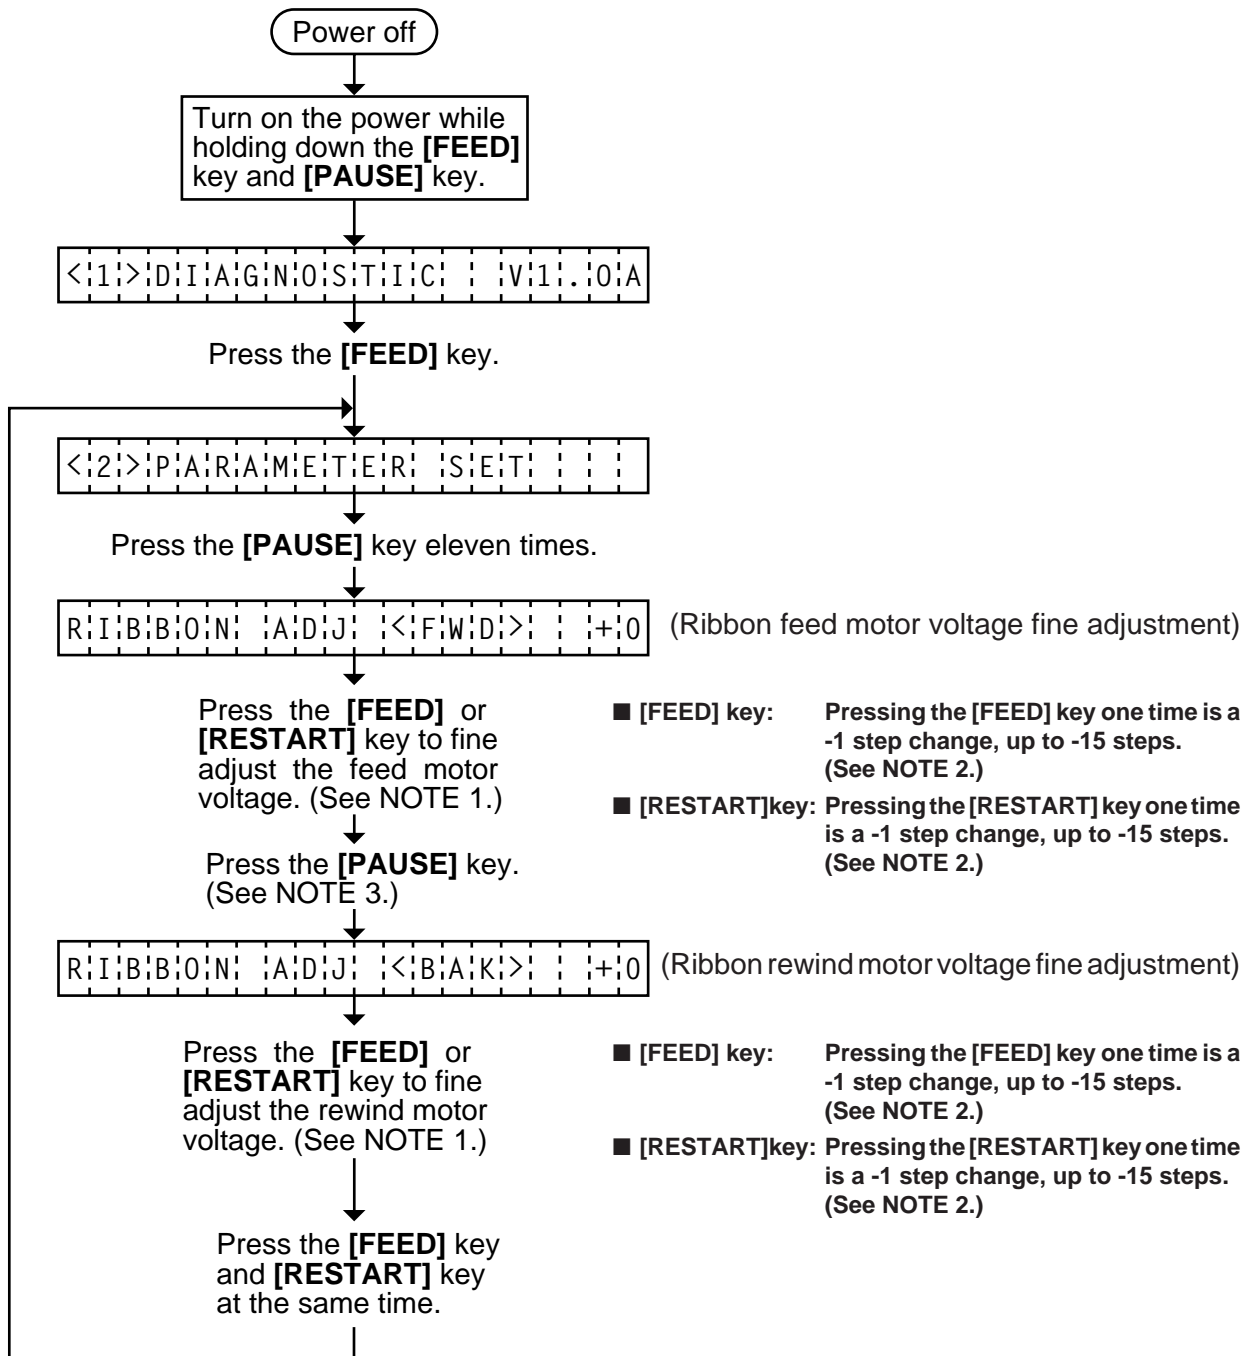 Power off
Turn on the power while
holding down the [FEED]
key and [PAUSE] key.
<1>DIAGNOSTIC  V1.0A
Press the [FEED] key.
<2>PARAMETER SET
Press the [PAUSE] key eleven times.
RIBBON ADJ <FWD>  +0
(Ribbon feed motor voltage fine adjustment)
Press the [FEED] or
[RESTART] key to fine
adjust the feed motor
voltage. (See NOTE 1.)
■ [FEED] key: Pressing the [FEED] key one time is a
-1 step change, up to -15 steps.
(See NOTE 2.)
■ [RESTART]key: Pressing the [RESTART] key one time
is a -1 step change, up to -15 steps.
(See NOTE 2.)
Press the [PAUSE] key.
(See NOTE 3.)
RIBBON ADJ <BAK>  +0
(Ribbon rewind motor voltage fine adjustment)
Press the [FEED] or
[RESTART] key to fine
adjust the rewind motor
voltage. (See NOTE 1.)
■ [FEED] key: Pressing the [FEED] key one time is a
-1 step change, up to -15 steps.
(See NOTE 2.)
■ [RESTART]key: Pressing the [RESTART] key one time
is a -1 step change, up to -15 steps.
(See NOTE 2.)
Press the [FEED] key
and [RESTART] key
at the same time.